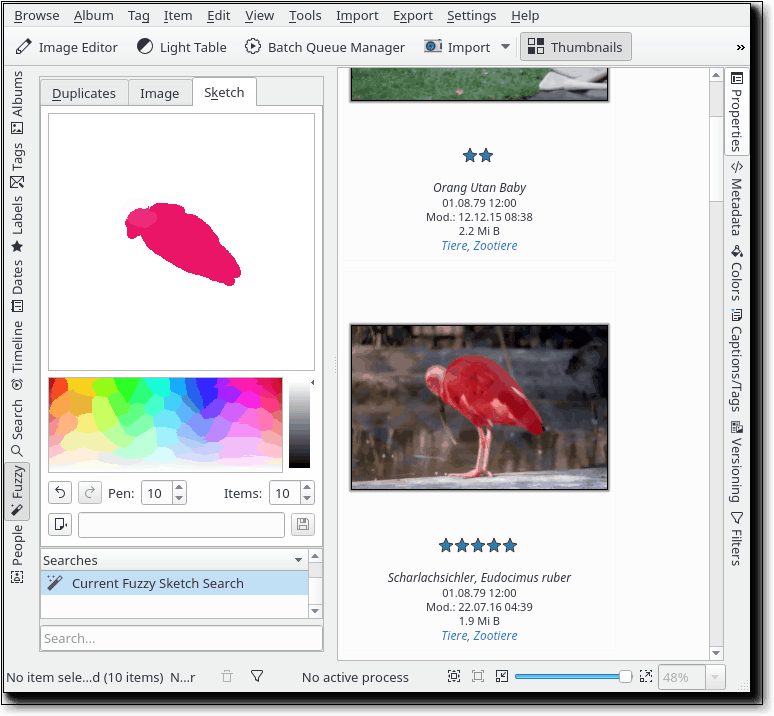 Browse Album Tag Item Edit View Tools Import Export Settings Help
Image Editor Light Table Batch Queue Manager Import Thumbnails »
Albums
Tags
Labels
Dates
Timeline
Search
Fuzzy
People
Duplicates Image Sketch
Pen: 10 Items: 10
Searches
Current Fuzzy Sketch Search
Search...
Orang Utan Baby
01.08.79 12:00
Mod.: 12.12.15 08:38
2.2 Mi B
Tiere, Zootiere
Scharlachsichler, Eudocimus ruber
01.08.79 12:00
Mod.: 22.07.16 04:39
1.9 Mi B
Tiere, Zootiere
Properties
Metadata
Colors
Captions/Tags
Versioning
Filters
No item sele...d (10 items) N...r No active process 48%